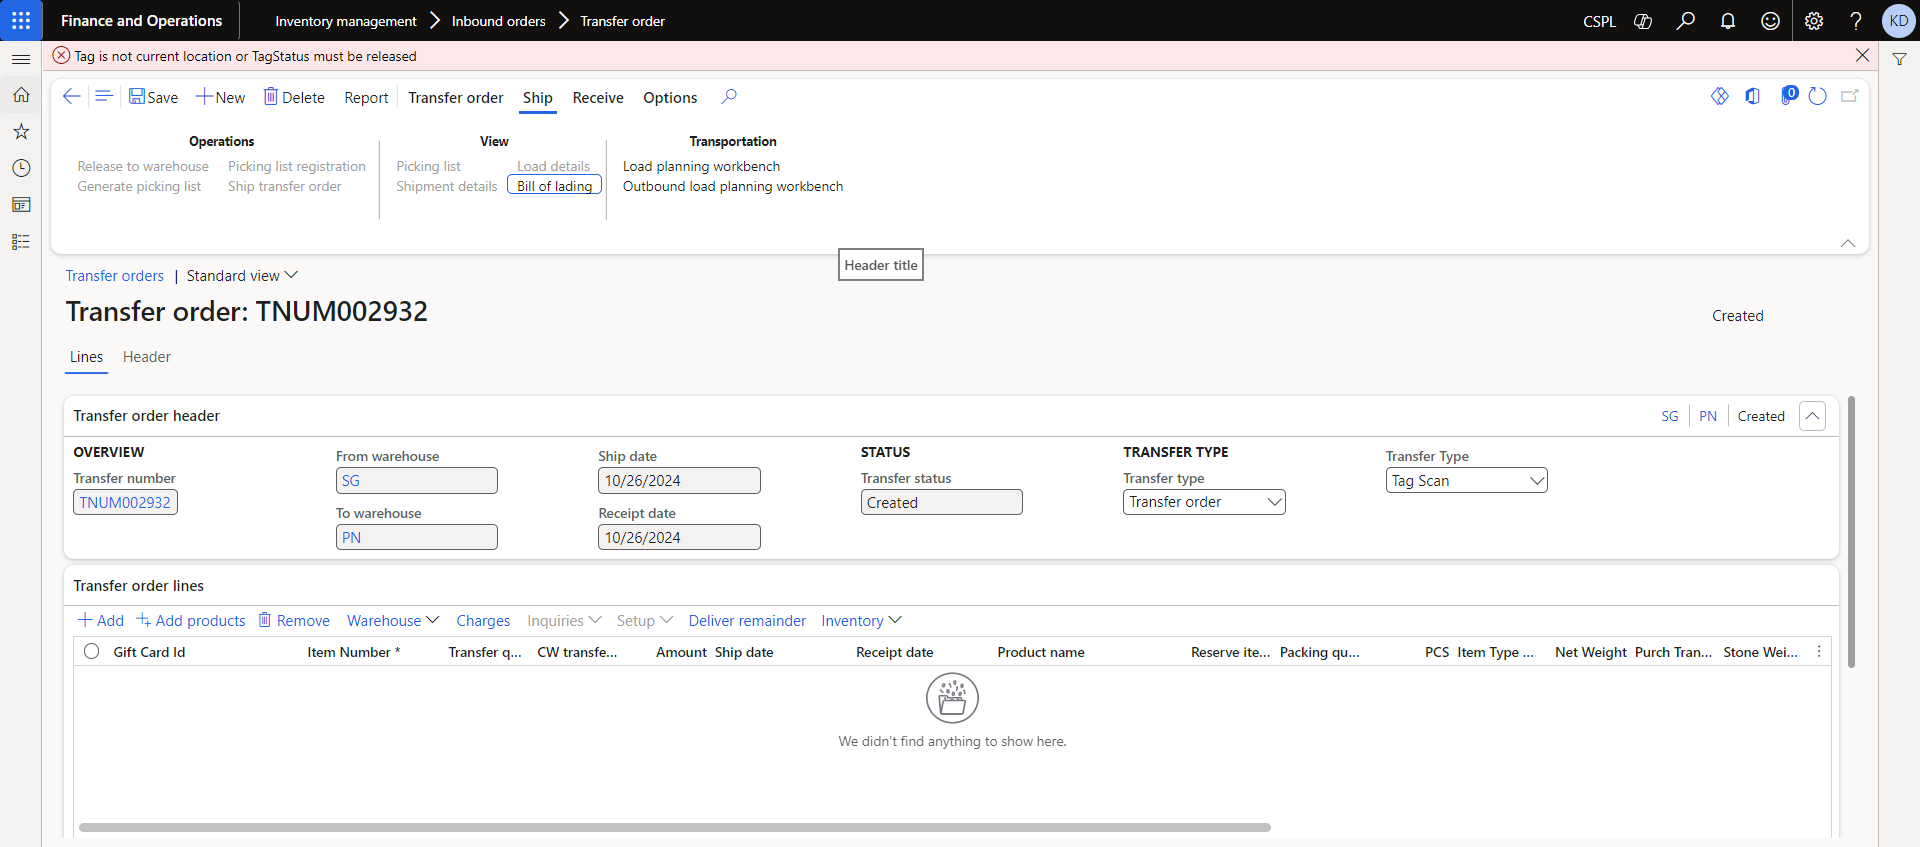 Finance and Operations
Inventory management Inbound orders Transfer order
CSPL
KD
Tag is not current location or TagStatus must be released
Save New Delete Report Transfer order Ship Receive Options
0
Operations View Transportation
Release to warehouse Picking list registration Picking list Load details Load planning workbench
Generate picking list Ship transfer order Shipment details Bill of lading Outbound load planning workbench
Header title
Transfer orders | Standard view
Transfer order: TNUM002932
Created
Lines Header
Transfer order header
SG PN Created
OVERVIEW
Transfer number
TNUM002932
From warehouse
SG
To warehouse
PN
Ship date
10/26/2024
Receipt date
10/26/2024
STATUS
Transfer status
Created
TRANSFER TYPE
Transfer type
Transfer order
Transfer Type
Tag Scan
Transfer order lines
Add Add products Remove Warehouse Charges Inquiries Setup Deliver remainder Inventory
Gift Card Id Item Number * Transfer q... CW transfe... Amount Ship date Receipt date Product name Reserve ite... Packing qu... PCS Item Type ... Net Weight Purch Tran... Stone Wei...
We didn't find anything to show here.